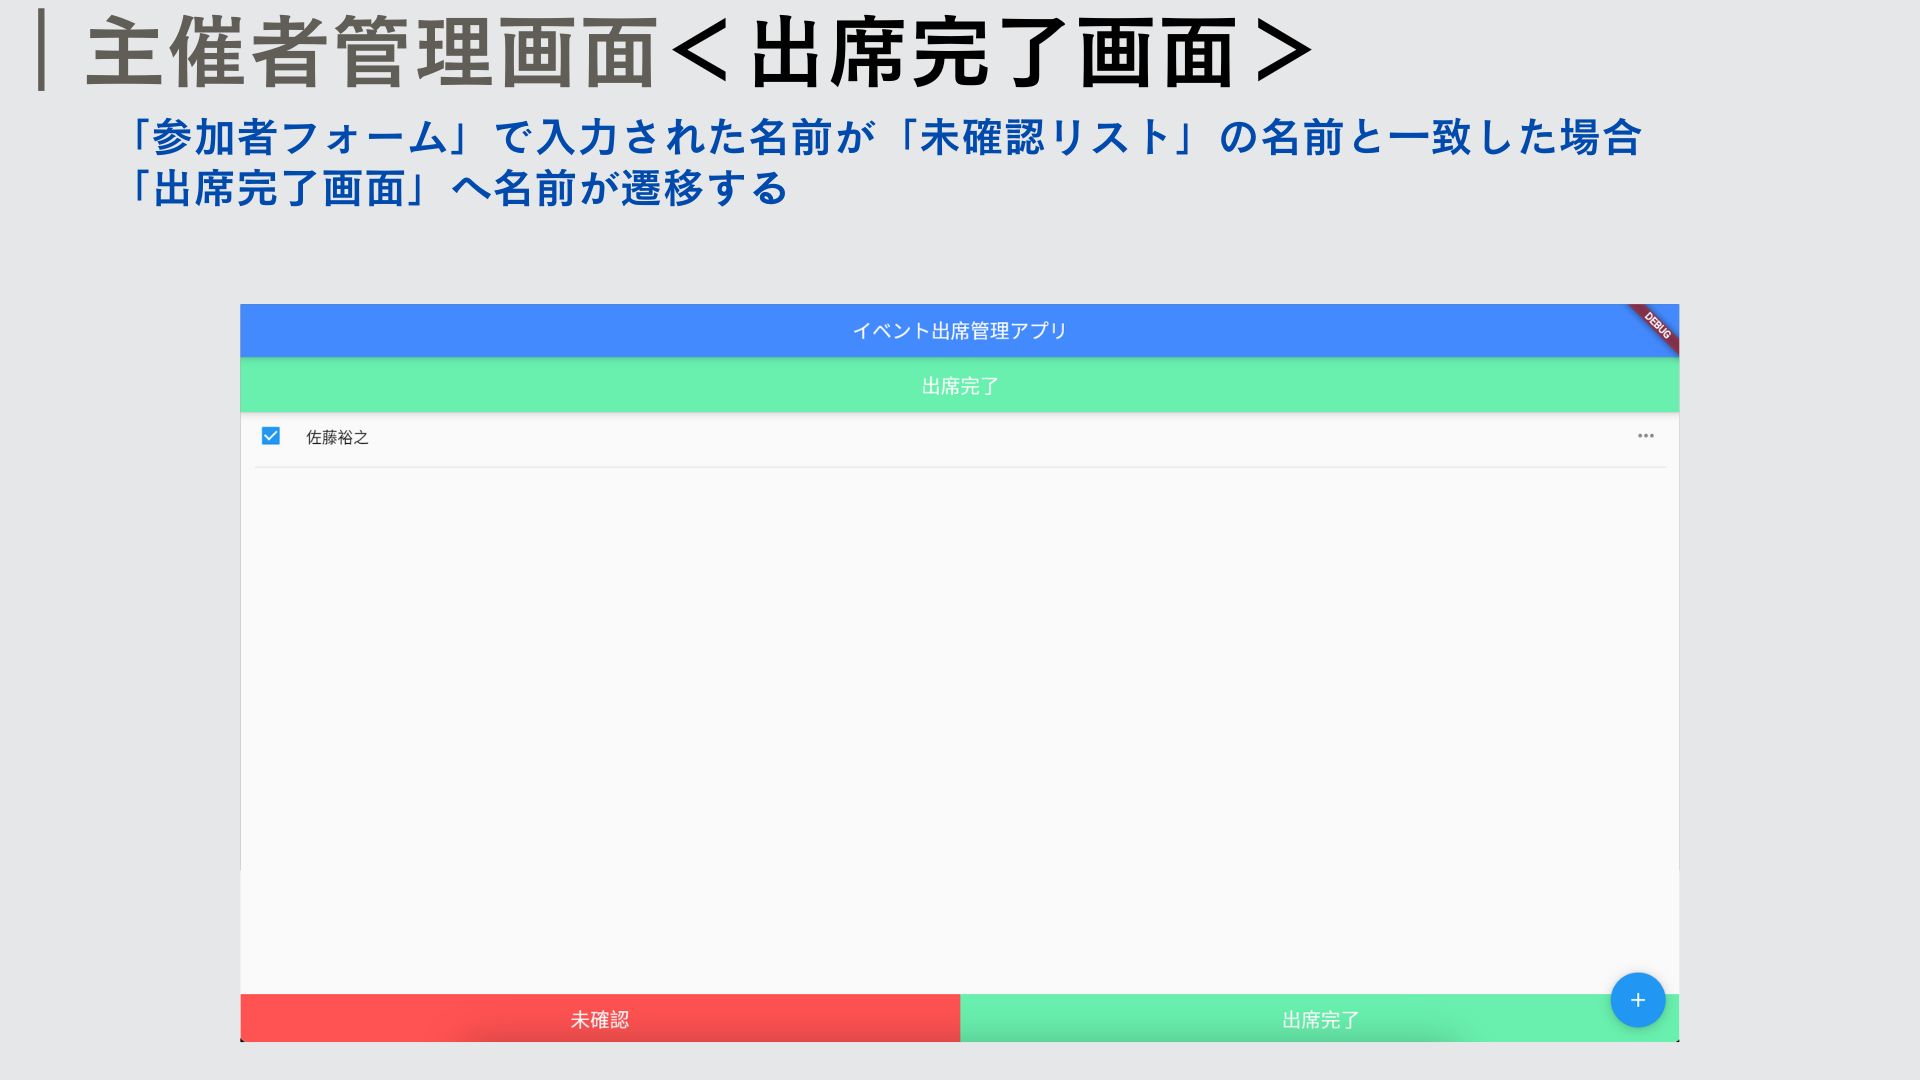 主催者管理画面＜出席完了画面＞
「参加者フォーム」で入力された名前が「未確認リスト」の名前と一致した場合
「出席完了画面」へ名前が遷移する
イベント出席管理アプリ
DEBUG
出席完了
佐藤裕之
未確認
出席完了